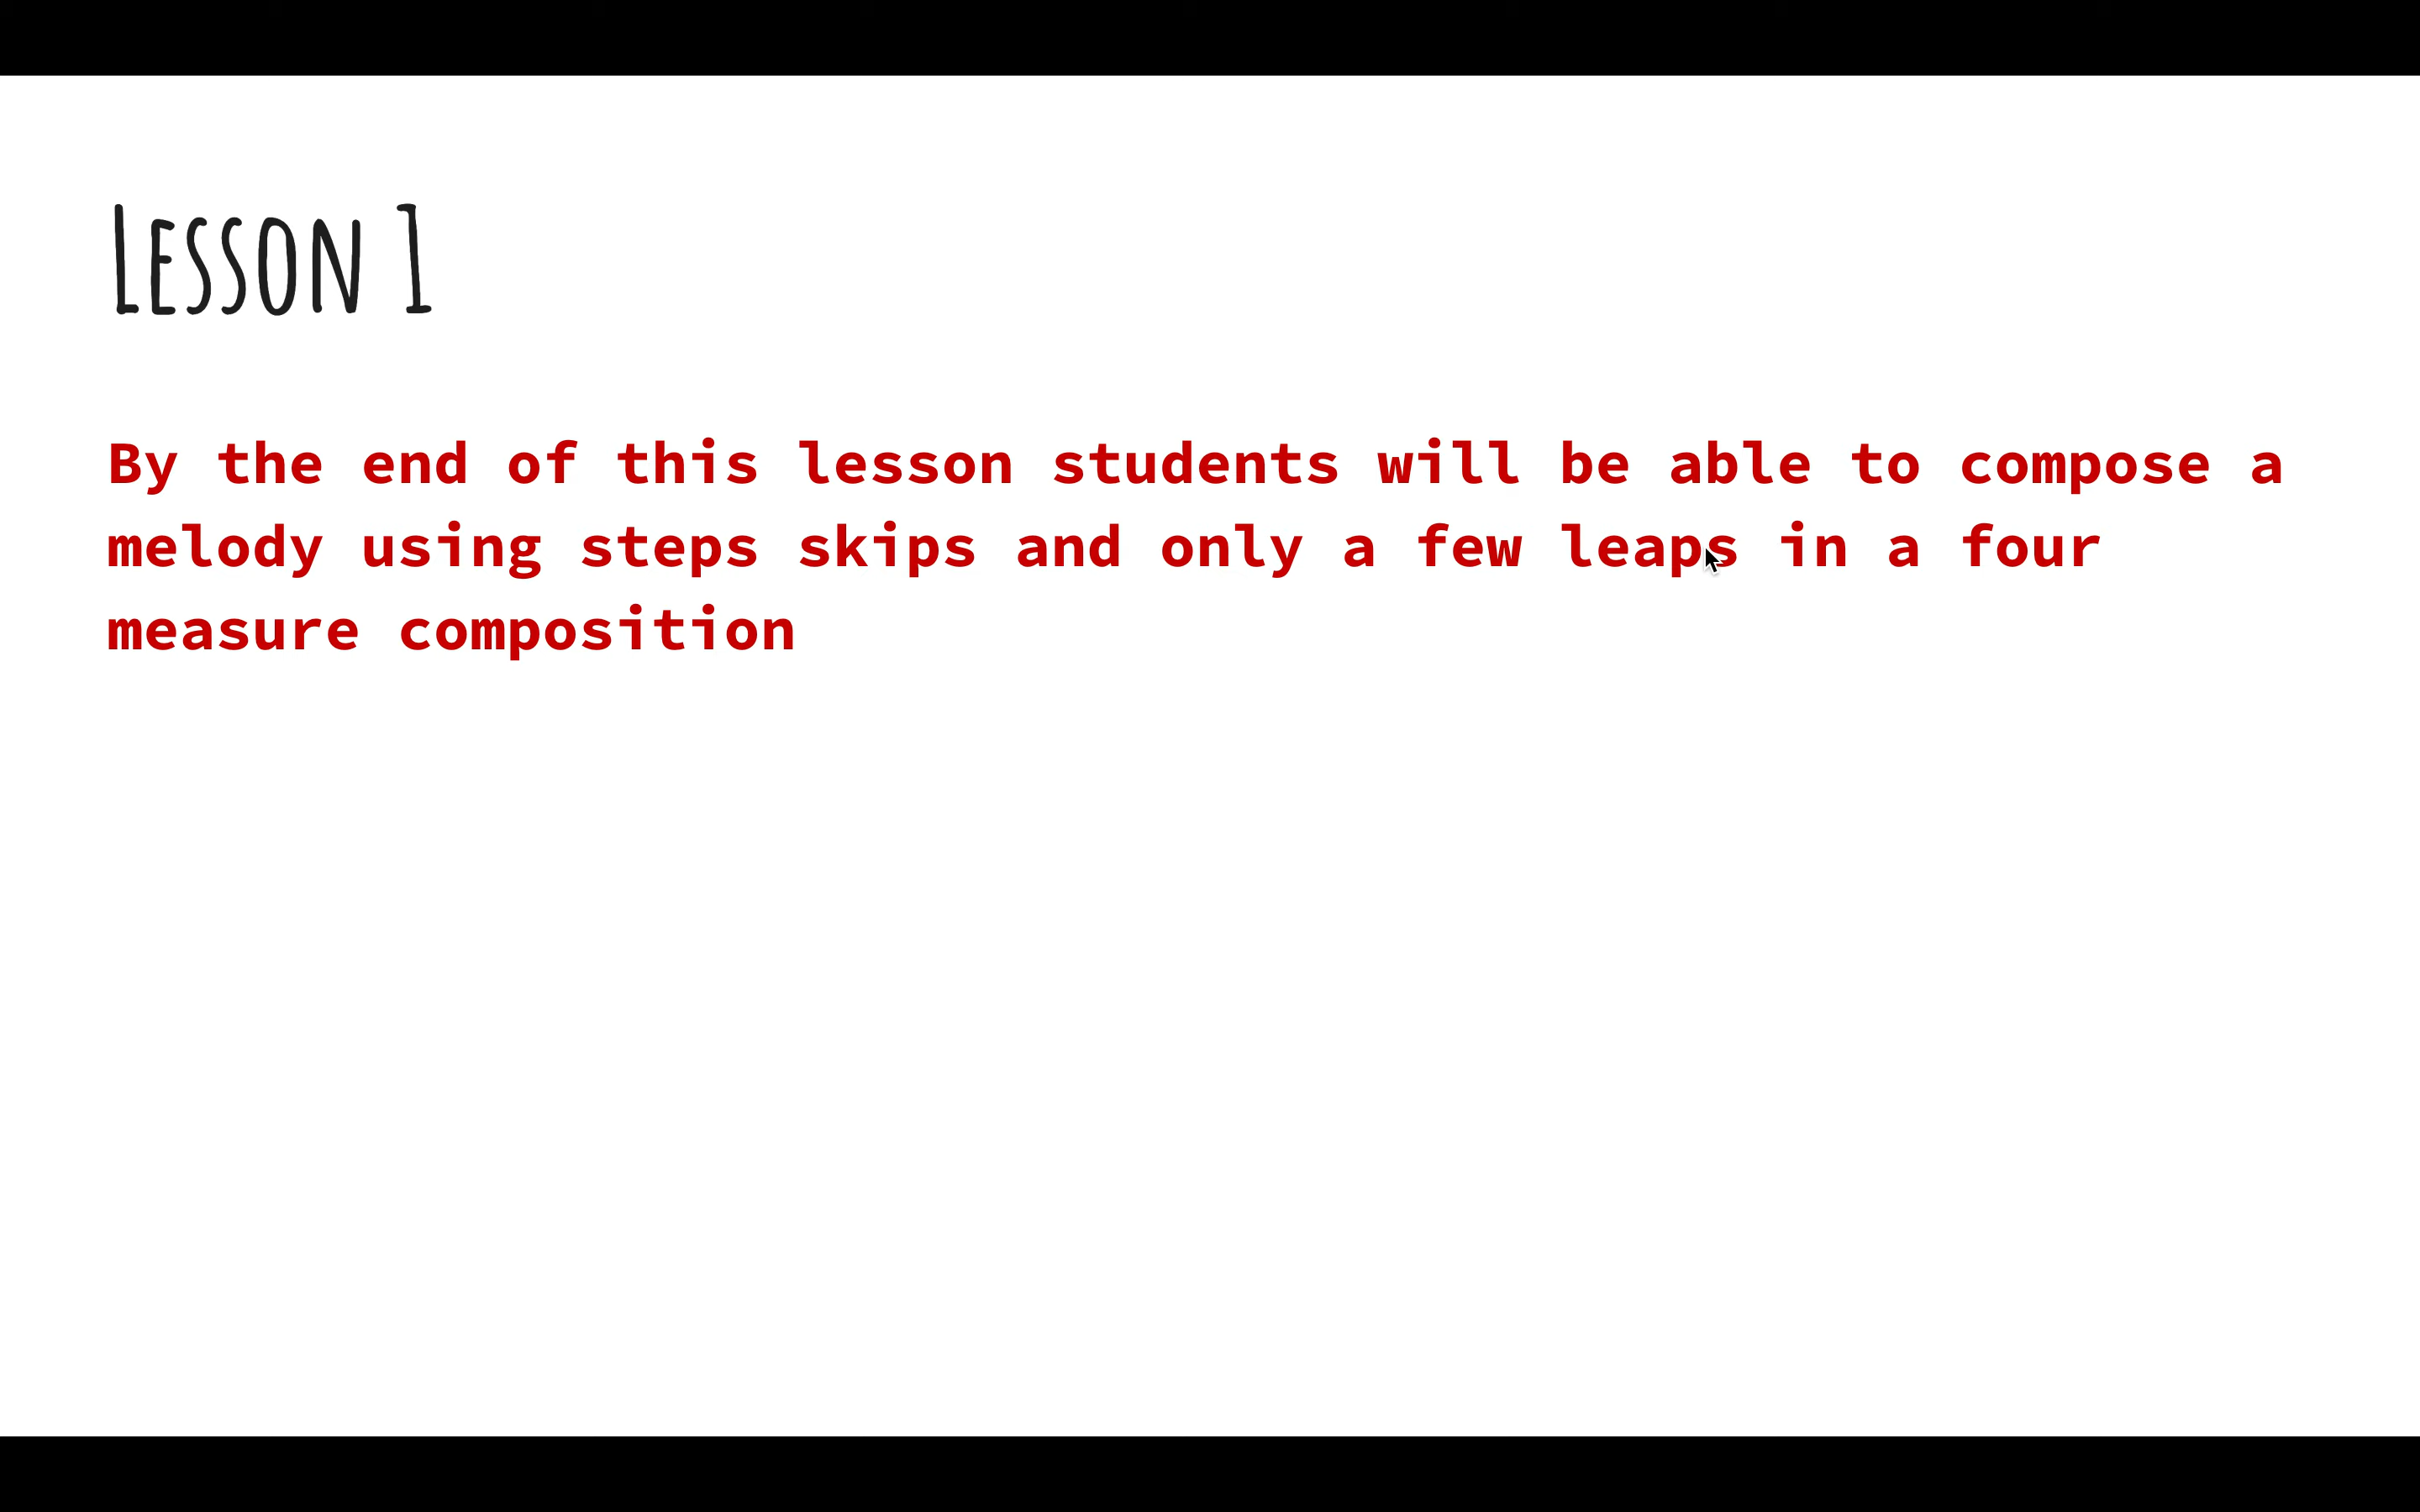 Lesson 1
By the end of this lesson students will be able to compose a
melody using steps skips and only a few leaps in a four
measure composition